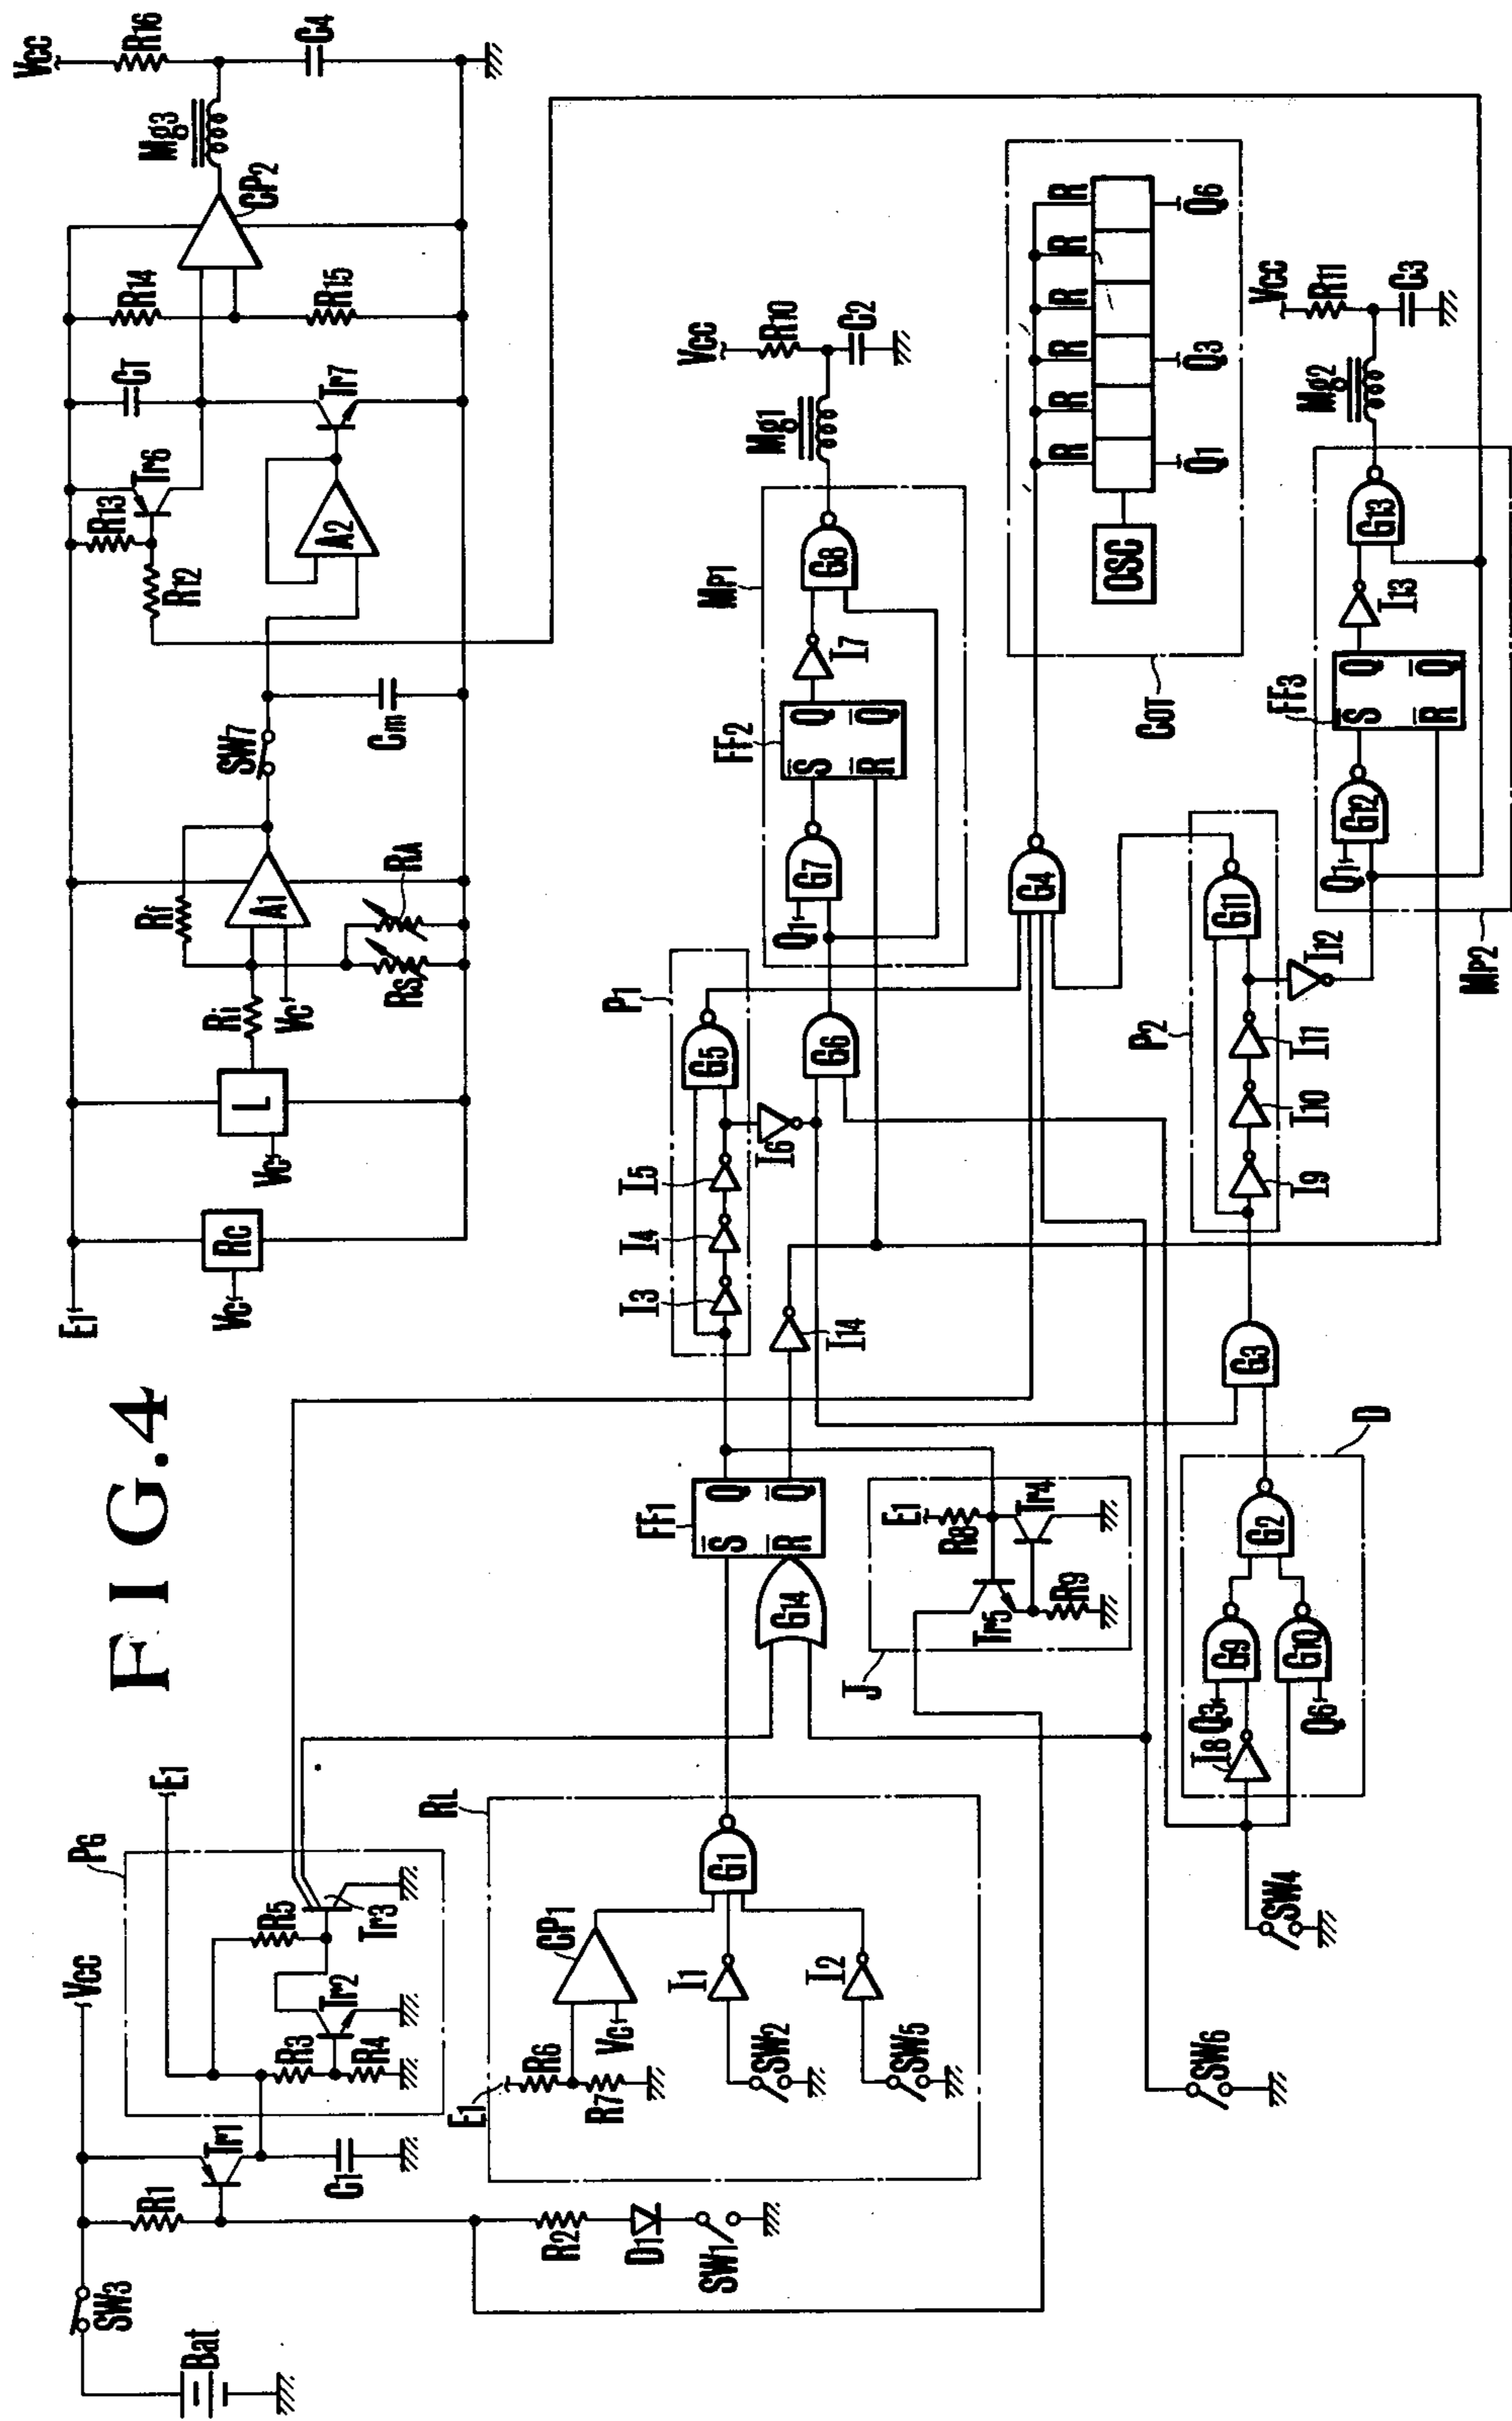 FIG.4
Vcc
R16
C4
Mg3
CP2
R14
R15
CT
Tr7
Tr6
R13
R12
A2
SW7
Cm
Rf
A1
RA
RS
Ri
Vc
L
Vc
RC
Vc
E1
Vcc
R10
C2
Mg1
MP1
G8
I7
FF2
Q
Q
S
R
G7
Q1
P1
G5
G6
I6
I5
I4
I3
I14
R
R
R
R
R
R
Q6
Q3
Q1
OSC
COT
G4
Vcc
R11
C3
Mg2
G13
I13
FF3
Q
Q
S
R
G12
Q1
MP2
P2
G11
I12
I11
I10
I9
G3
D
G2
G9
G10
Q3
Q6
I8
SW4
FF1
Q
Q
S
R
G14
J
E1
R8
Tr4
Tr5
R9
E1
PG
R5
Tr3
Tr2
R3
R4
Vcc
Tr1
C1
R1
SW3
Bat
R2
D1
SW1
RL
G1
CP1
I1
I2
E1
R6
R7
Vc
SW2
SW5
SW6